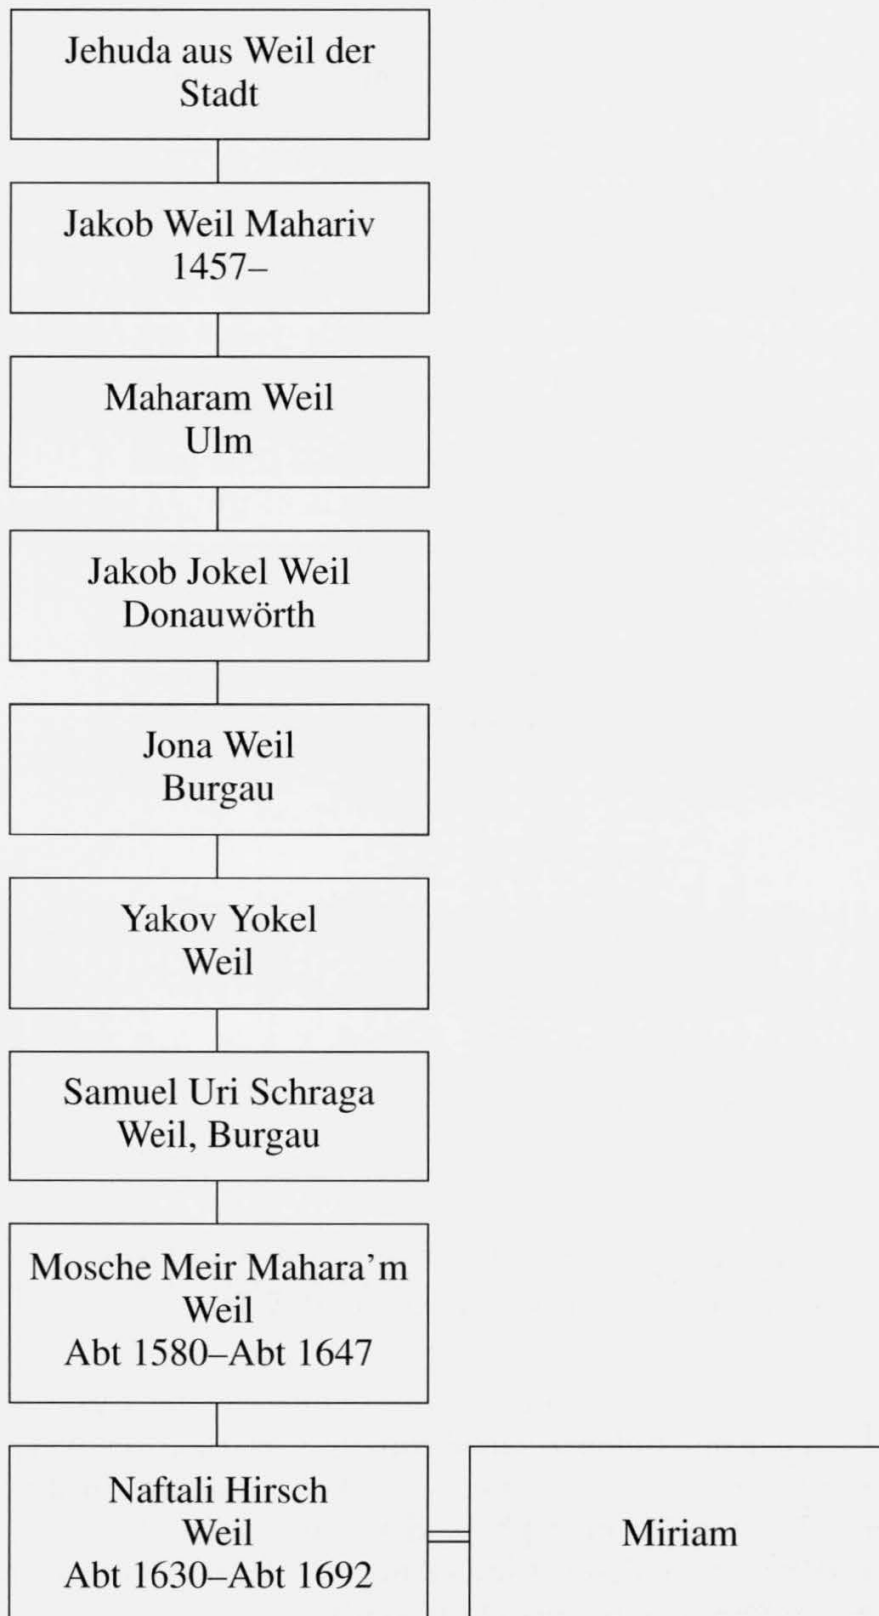 Jehuda aus Weil der
Stadt
Jakob Weil Mahariv
1457–
Maharam Weil
Ulm
Jakob Jokel Weil
Donauwörth
Jona Weil
Burgau
Yakov Yokel
Weil
Samuel Uri Schraga
Weil, Burgau
Mosche Meir Mahara’m
Weil
Abt 1580–Abt 1647
Naftali Hirsch
Weil
Abt 1630–Abt 1692
Miriam